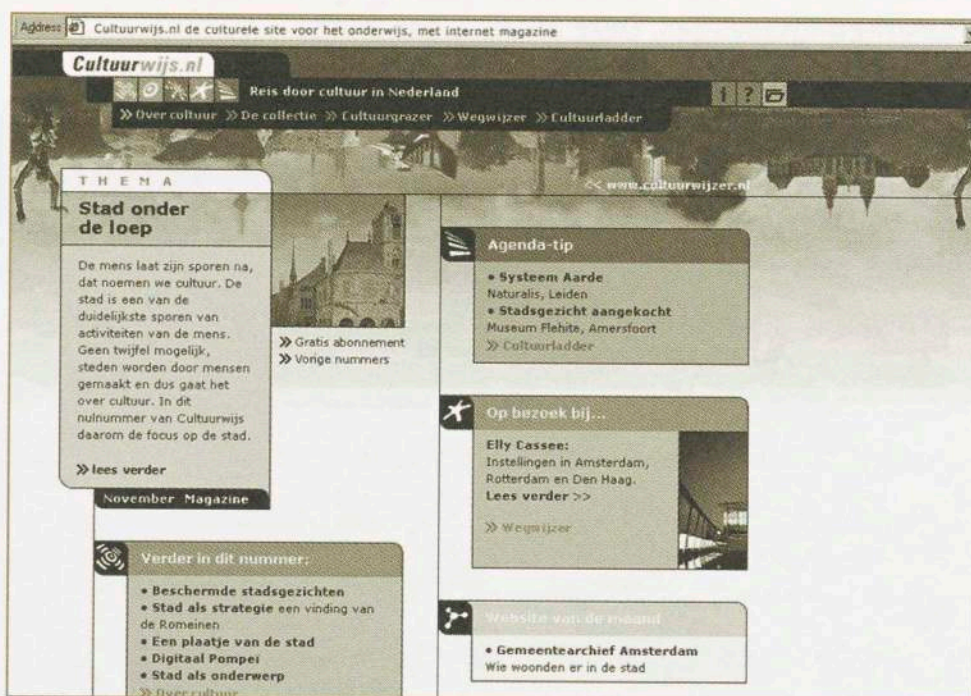 Address Cultuurwijs.nl de culturele site voor het onderwijs, met internet magazine
Cultuurwijs.nl
Reis door cultuur in Nederland
i ?
>> Over cultuur >> De collectie >> Cultuurgrazer >> Wegwijzer >> Cultuurladder
<< www.cultuurwijzer.nl
THEMA
Stad onder
de loep
De mens laat zijn sporen na,
dat noemen we cultuur. De
stad is een van de
duidelijkste sporen van
activiteiten van de mens.
Geen twijfel mogelijk,
steden worden door mensen
gemaakt en dus gaat het
over cultuur. In dit
nulnummer van Cultuurwijs
daarom de focus op de stad.
>> lees verder
November Magazine
>> Gratis abonnement
>> Vorige nummers
Verder in dit nummer:
• Beschermde stadsgezichten
• Stad als strategie een vinding van
de Romeinen
• Een plaatje van de stad
• Digitaal Pompeï
• Stad als onderwerp
>> Over cultuur
Agenda-tip
• Systeem Aarde
Naturalis, Leiden
• Stadsgezicht aangekocht
Museum Flehite, Amersfoort
>> Cultuurladder
Op bezoek bij...
Elly Cassee:
Instellingen in Amsterdam,
Rotterdam en Den Haag.
Lees verder >>
>> Wegwijzer
Website van de maand
• Gemeentearchief Amsterdam
Wie woonden er in de stad